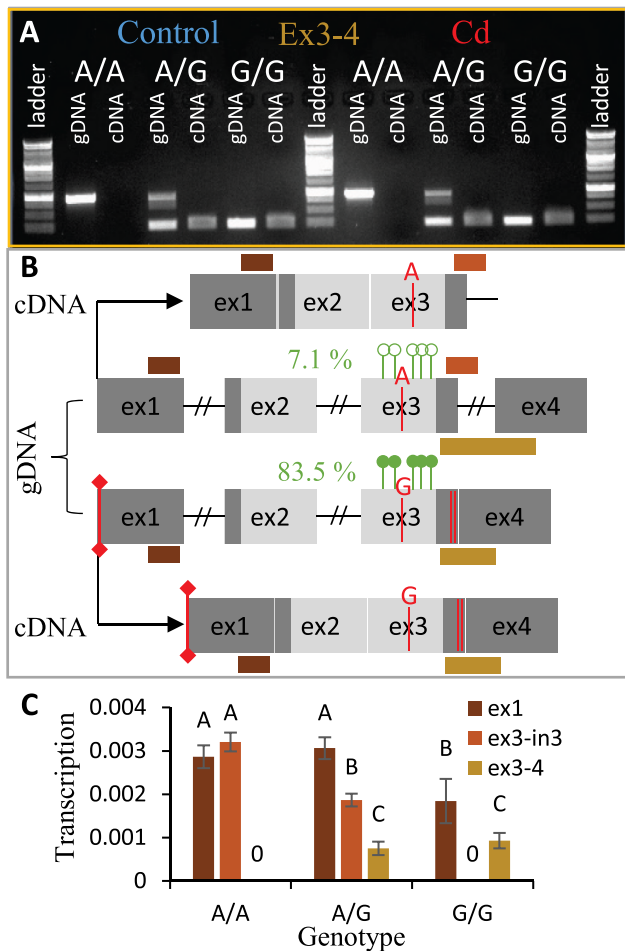 A Control Ex3-4 Cd
A/A A/G G/G A/A A/G G/G
ladder gDNA cDNA gDNA cDNA gDNA cDNA ladder gDNA cDNA gDNA cDNA gDNA cDNA ladder
B
A
cDNA ex1 ex2 ex3
7.1 %
A
ex1 // ex2 // ex3 // ex4
gDNA
83.5 %
G
ex1 // ex2 // ex3 ex4
G
cDNA ex1 ex2 ex3 ex4
C
Transcription
0.004
0.003
0.002
0.001
0
A A A B C B C
0 0
ex1
ex3-in3
ex3-4
A/A A/G G/G
Genotype